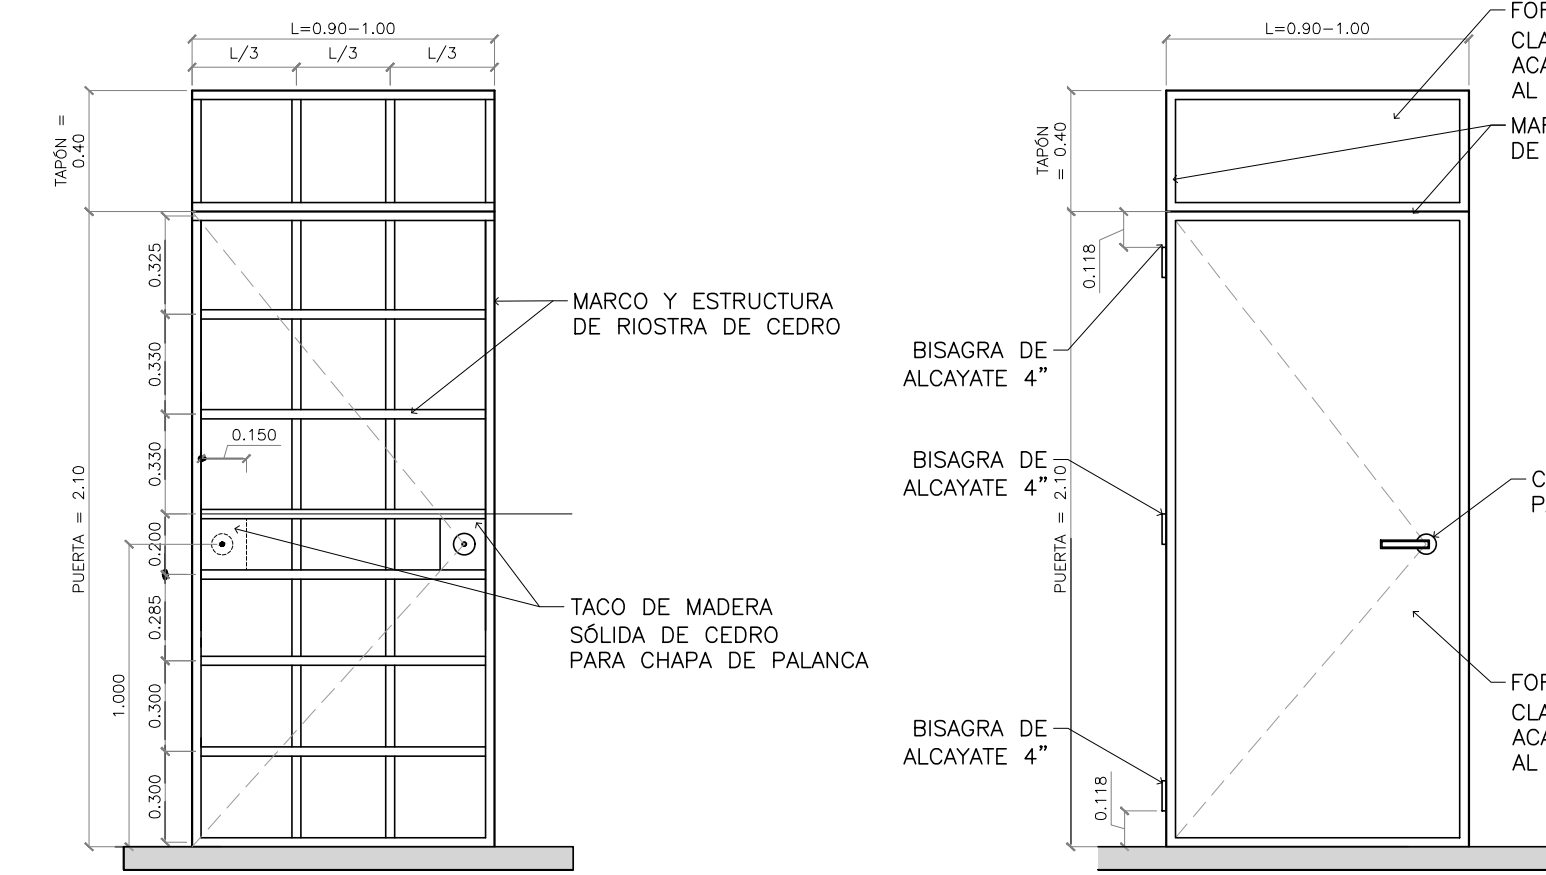 L=0.90-1.00
L/3
L/3
L/3
TAPÓN =
0.40
0.325
0.330
0.330
0.150
0.200
0.285
0.300
0.300
1.000
PUERTA = 2.10
MARCO Y ESTRUCTURA
DE RIOSTRA DE CEDRO
TACO DE MADERA
SÓLIDA DE CEDRO
PARA CHAPA DE PALANCA
L=0.90-1.00
TAPÓN
= 0.40
0.118
BISAGRA DE
ALCAYATE 4”
BISAGRA DE
ALCAYATE 4”
PUERTA = 2.10
BISAGRA DE
ALCAYATE 4”
0.118
AL
DE
AL